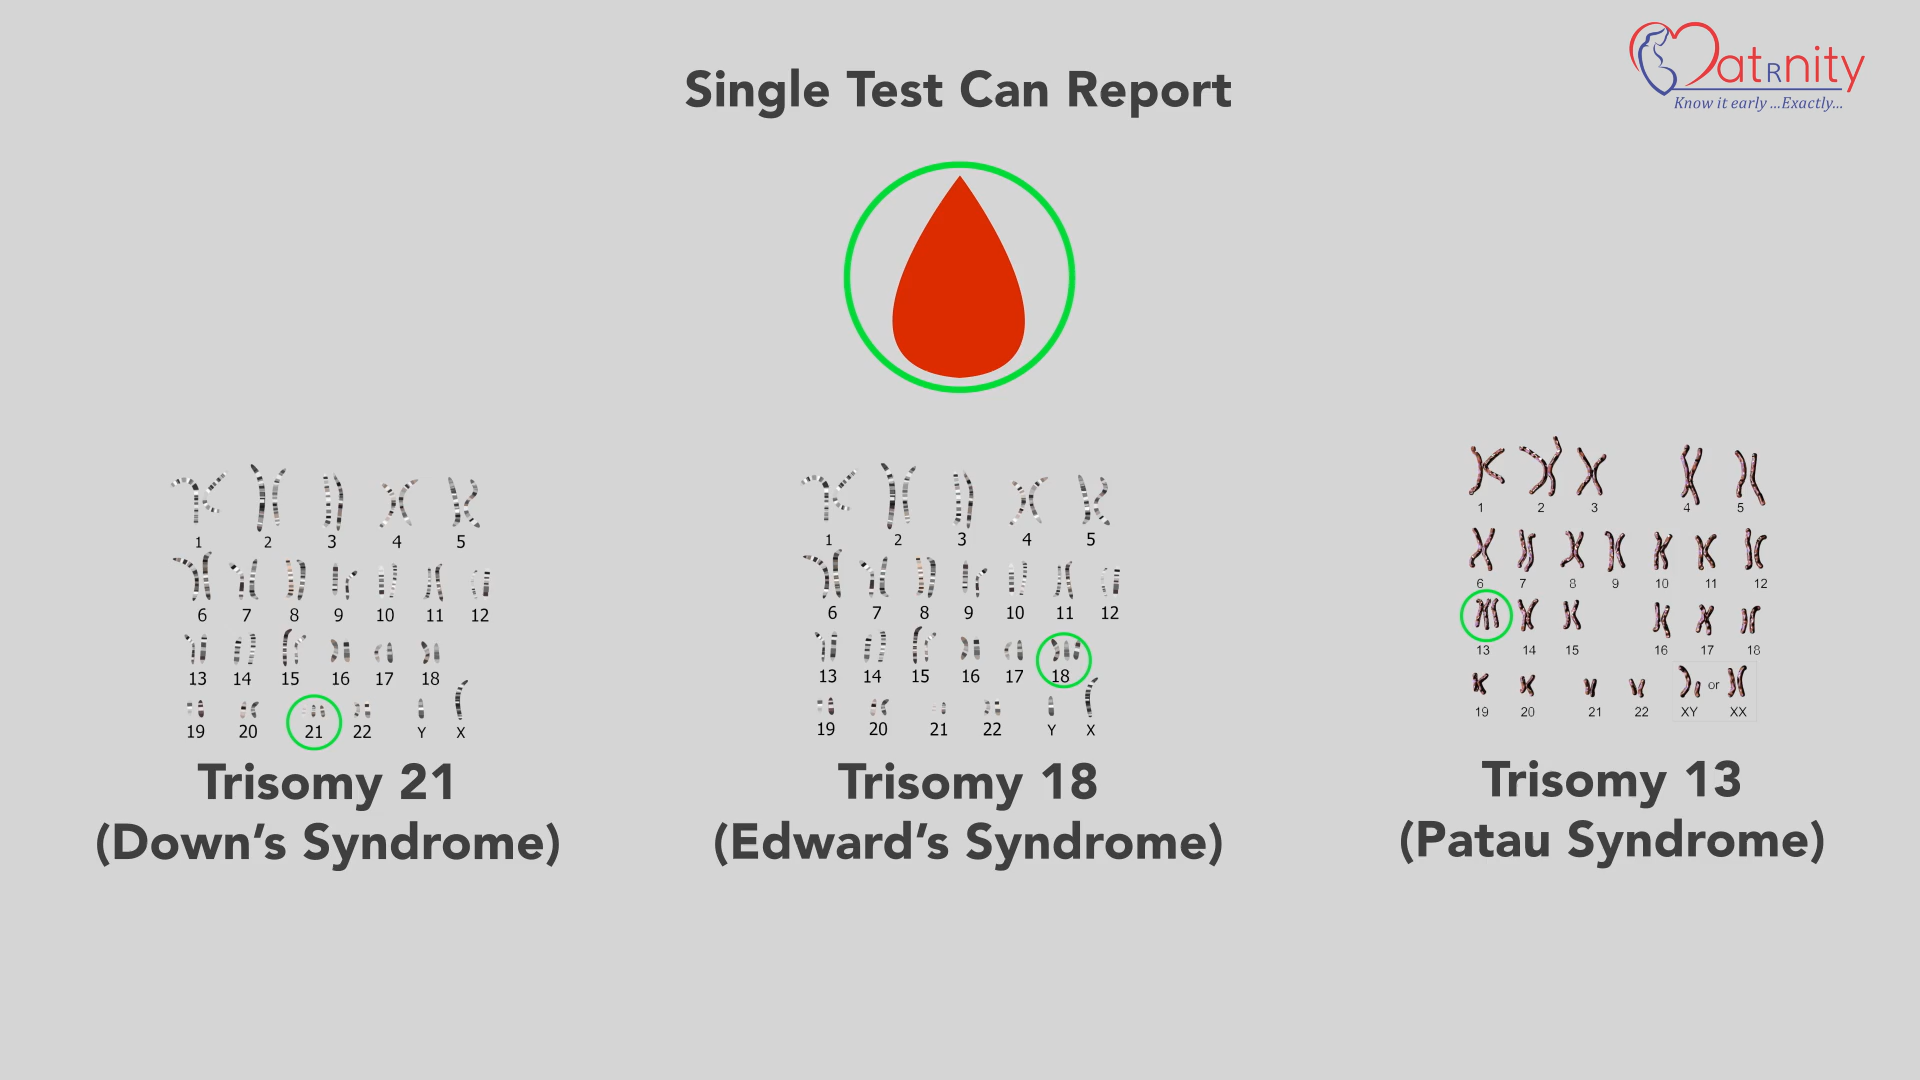 Single Test Can Report
MatRnity
Know it early ...Exactly...
1 2 3 4 5
6 7 8 9 10 11 12
13 14 15 16 17 18
19 20 21 22 Y X
Trisomy 21
(Down’s Syndrome)
1 2 3 4 5
6 7 8 9 10 11 12
13 14 15 16 17 18
19 20 21 22 Y X
Trisomy 18
(Edward’s Syndrome)
1 2 3 4 5
6 7 8 9 10 11 12
13 14 15 16 17 18
or
19 20 21 22 XY XX
Trisomy 13
(Patau Syndrome)